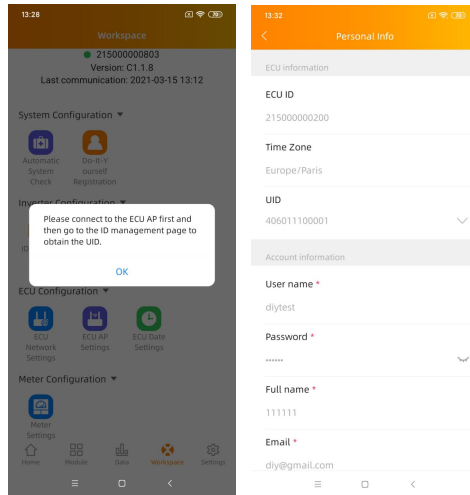 13:28
Workspace
215000000803
Version: C1.1.8
Last communication: 2021-03-15 13:12
System Configuration
Automatic
System
Check
Do-It-Y
ourself
Registration
Inverter Configuration
Please connect to the ECU AP first and
then go to the ID management page to
obtain the UID.
OK
ID
ECU Configuration
ECU
Network
Settings
ECU AP
Settings
ECU Date
Settings
Meter Configuration
Meter
Settings
Home
Module
Data
Workspace
Settings
13:32
Personal Info
ECU information
ECU ID
215000000200
Time Zone
Europe/Paris
UID
406011100001
Account information
User name *
diytest
Password *
••••••
Full name *
111111
Email *
diy@gmail.com